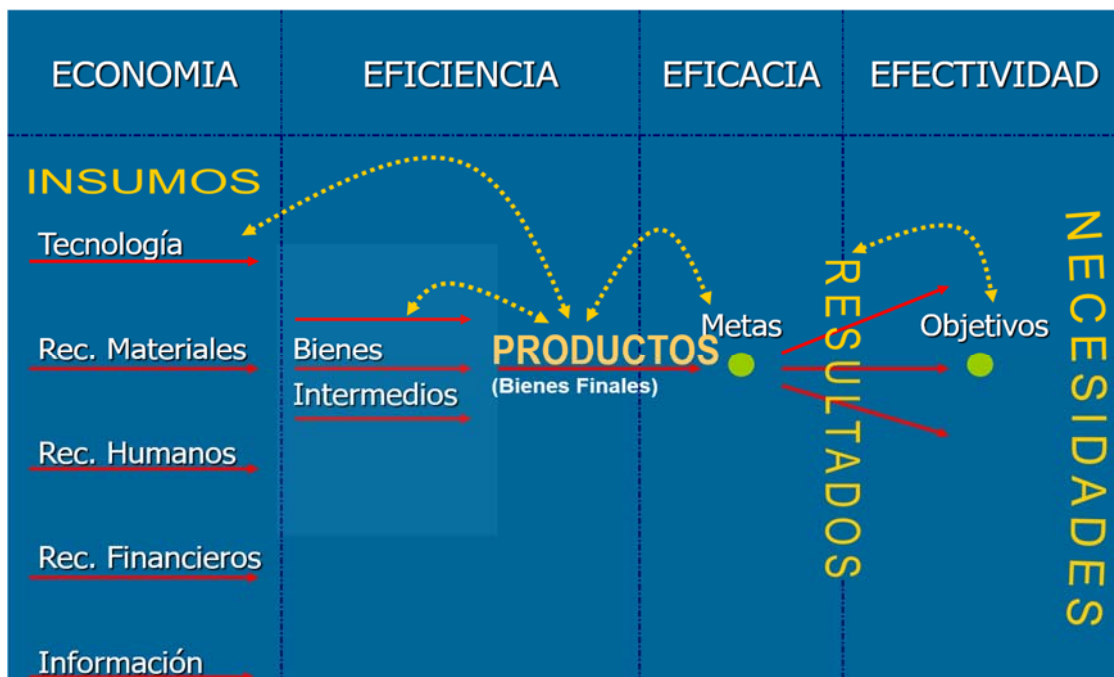 ECONOMIA
EFICIENCIA
EFICACIA
EFECTIVIDAD
INSUMOS
Tecnología
Rec. Materiales
Rec. Humanos
Rec. Financieros
Información
Bienes
Intermedios
PRODUCTOS
(Bienes Finales)
Metas
RESULTADOS
Objetivos
NECESIDADES